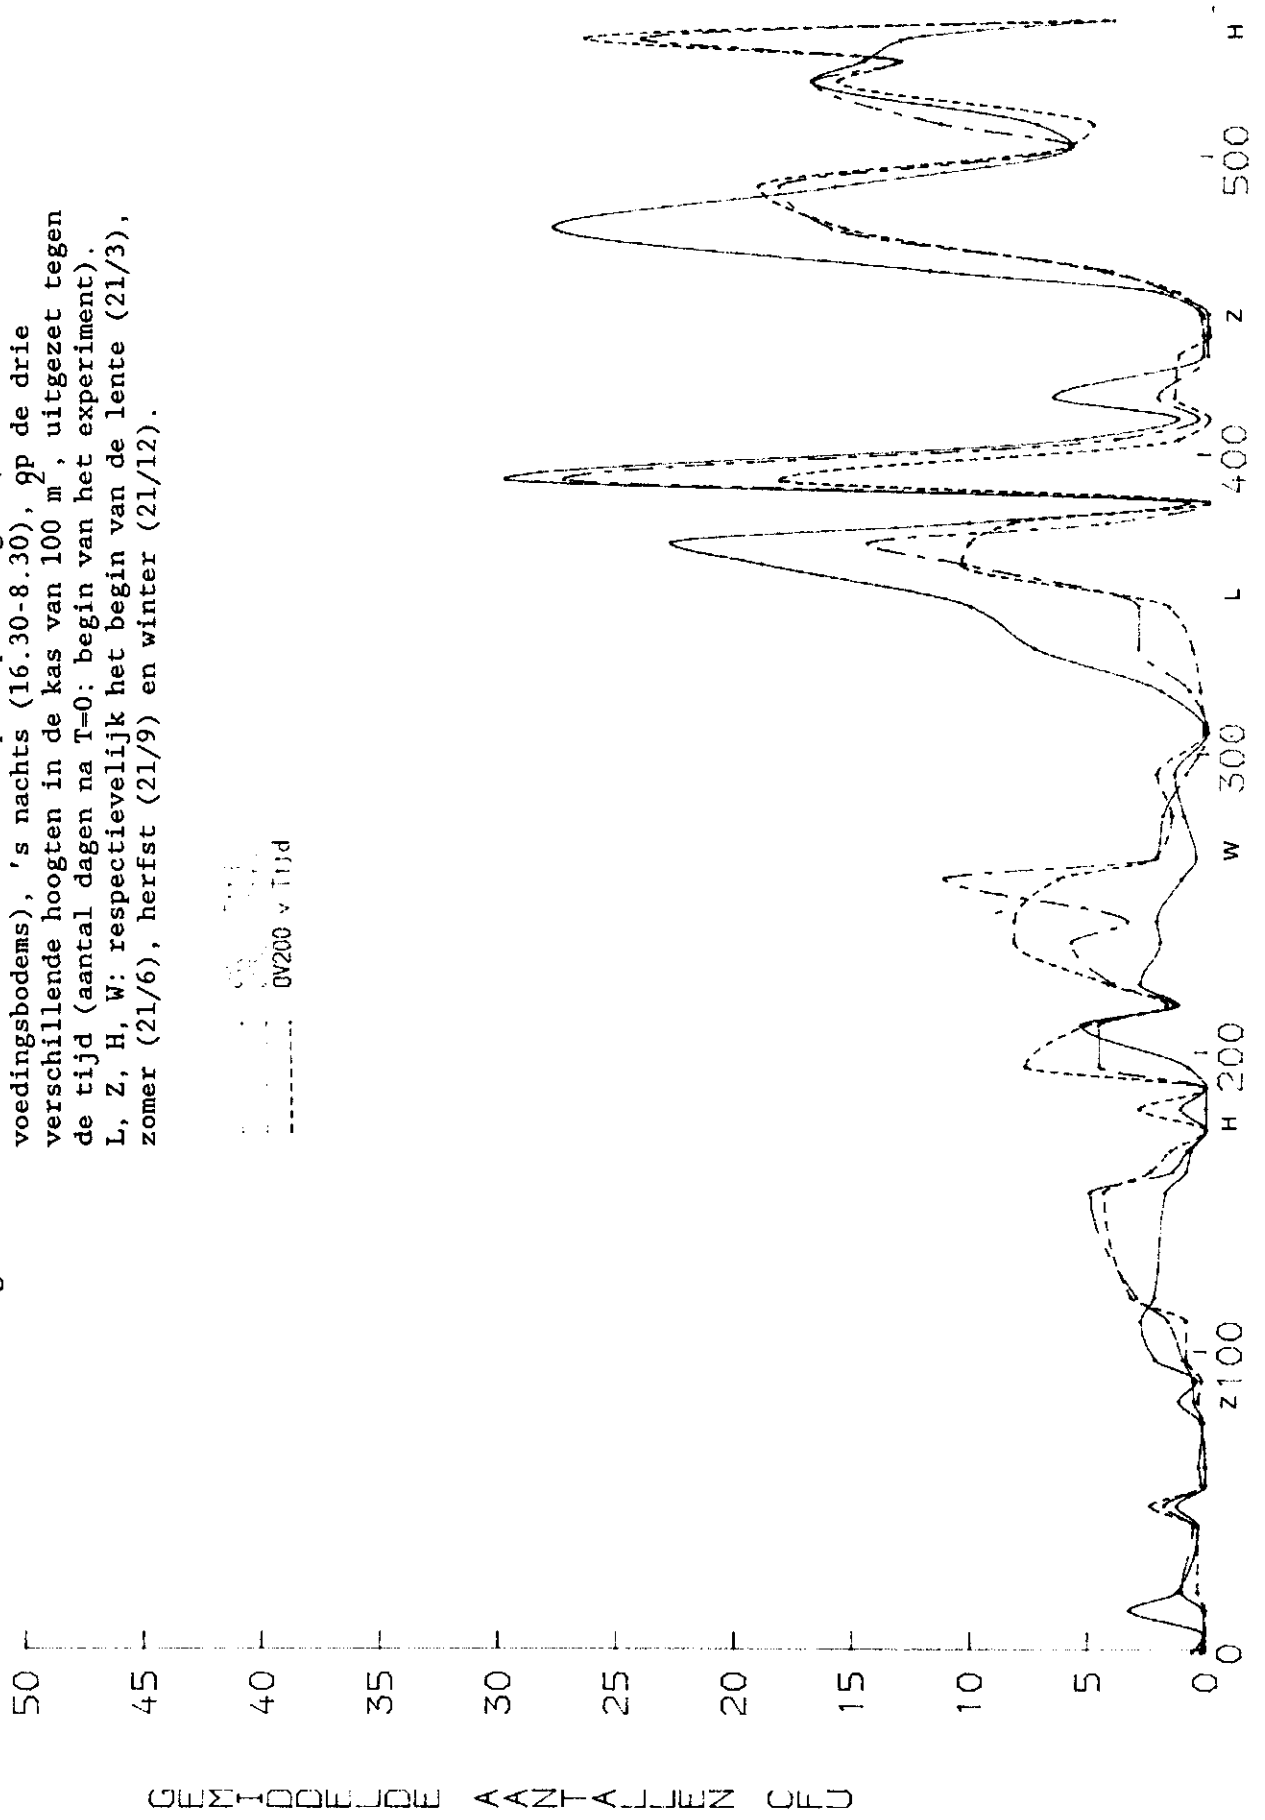 voedingsbodems), 's nachts (16.30-8.30), op de drie
verschillende hoogten in de kas van 100 m², uitgezet tegen
de tijd (aantal dagen na T=0: begin van het experiment).
L, Z, H, W: respectievelijk het begin van de lente (21/3),
zomer (21/6), herfst (21/9) en winter (21/12).
OV200 v Tijd
50
45
40
35
30
25
20
15
10
5
0
GEMIDDELDE AANTALLEN CFU
0 100 200 300 400 500
Z H W L Z H